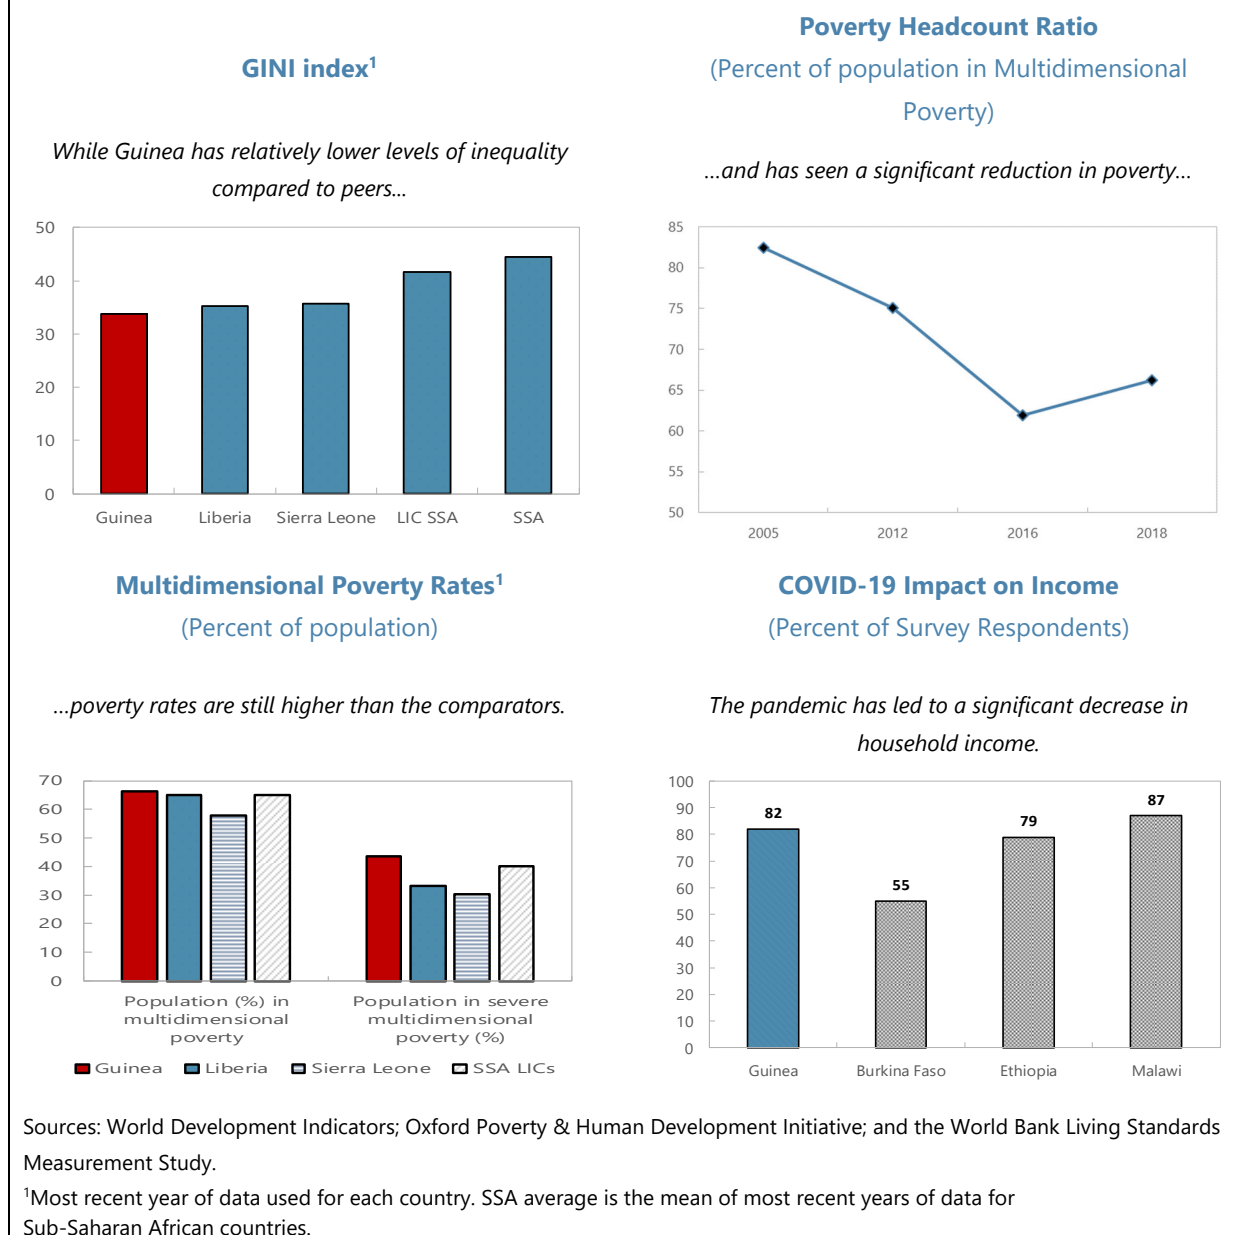 GINI index¹
While Guinea has relatively lower levels of inequality
compared to peers...
50
40
30
20
10
0
Guinea Liberia Sierra Leone LIC SSA SSA
Poverty Headcount Ratio
(Percent of population in Multidimensional
Poverty)
...and has seen a significant reduction in poverty...
85
80
75
70
65
60
55
50
2005 2012 2016 2018
Multidimensional Poverty Rates¹
(Percent of population)
...poverty rates are still higher than the comparators.
70
60
50
40
30
20
10
0
Population (%) in
multidimensional
poverty
Population in severe
multidimensional
poverty (%)
Guinea Liberia Sierra Leone SSA LICs
COVID-19 Impact on Income
(Percent of Survey Respondents)
The pandemic has led to a significant decrease in
household income.
100
90
80
70
60
50
40
30
20
10
0
82
55
79
87
Guinea Burkina Faso Ethiopia Malawi
Sources: World Development Indicators; Oxford Poverty & Human Development Initiative; and the World Bank Living Standards
Measurement Study.
¹Most recent year of data used for each country. SSA average is the mean of most recent years of data for
Sub-Saharan African countries.